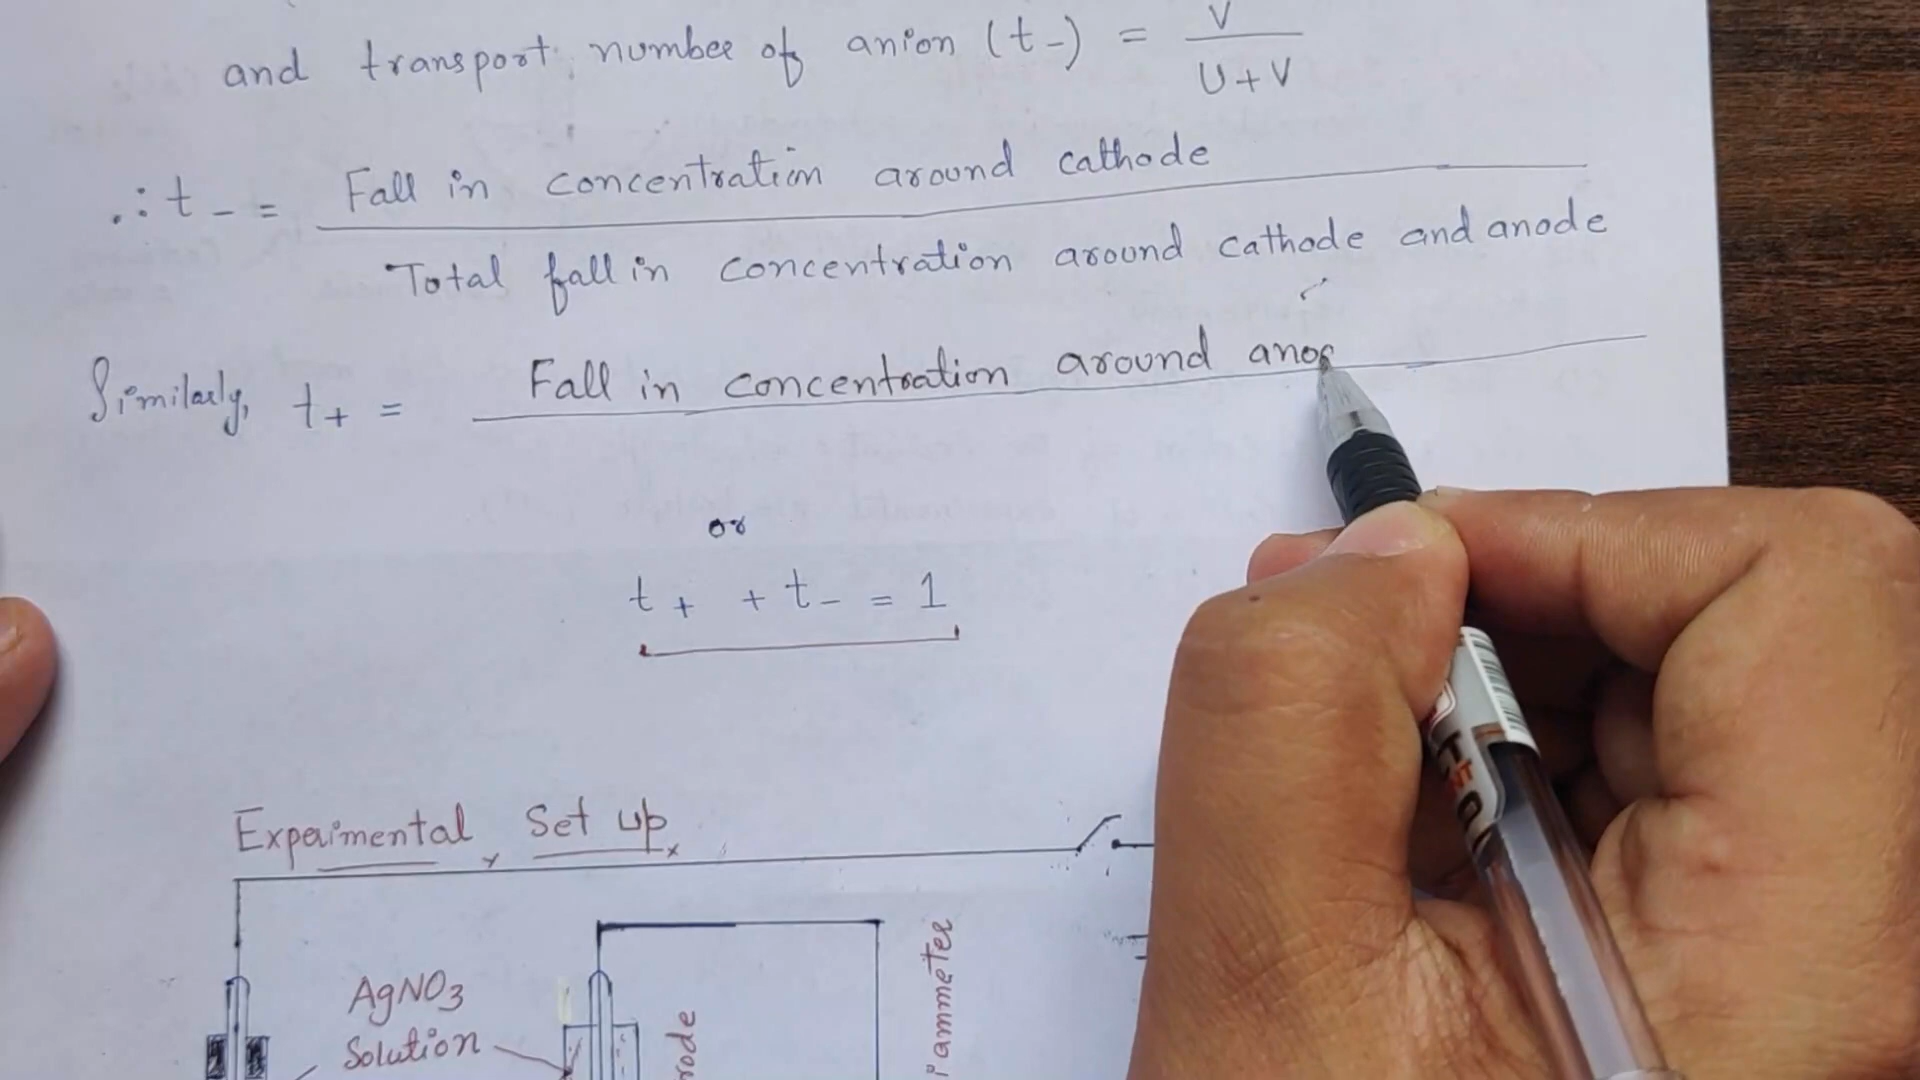 and transport number of anion (t-) = V
U+V
∴ t- = Fall in concentration around cathode
Total fall in concentration around cathode and anode
Similarly, t+ = Fall in concentration around ano
or
t+ + t- = 1
Experimental Set up
AgNO3
Solution